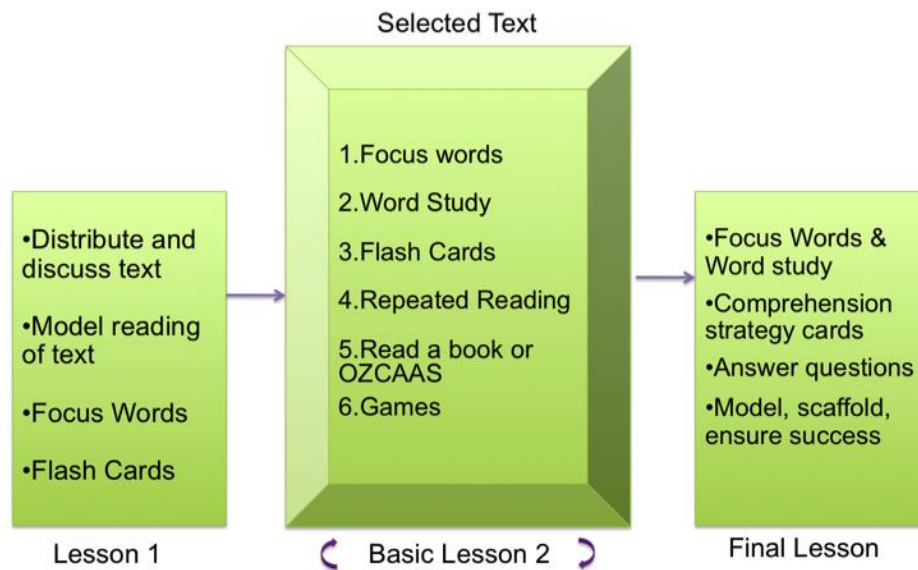 Selected Text
•Distribute and
discuss text
•Model reading
of text
•Focus Words
•Flash Cards
Lesson 1
1.Focus words
2.Word Study
3.Flash Cards
4.Repeated Reading
5.Read a book or
OZCAAS
6.Games
Basic Lesson 2
•Focus Words &
Word study
•Comprehension
strategy cards
•Answer questions
•Model, scaffold,
ensure success
Final Lesson